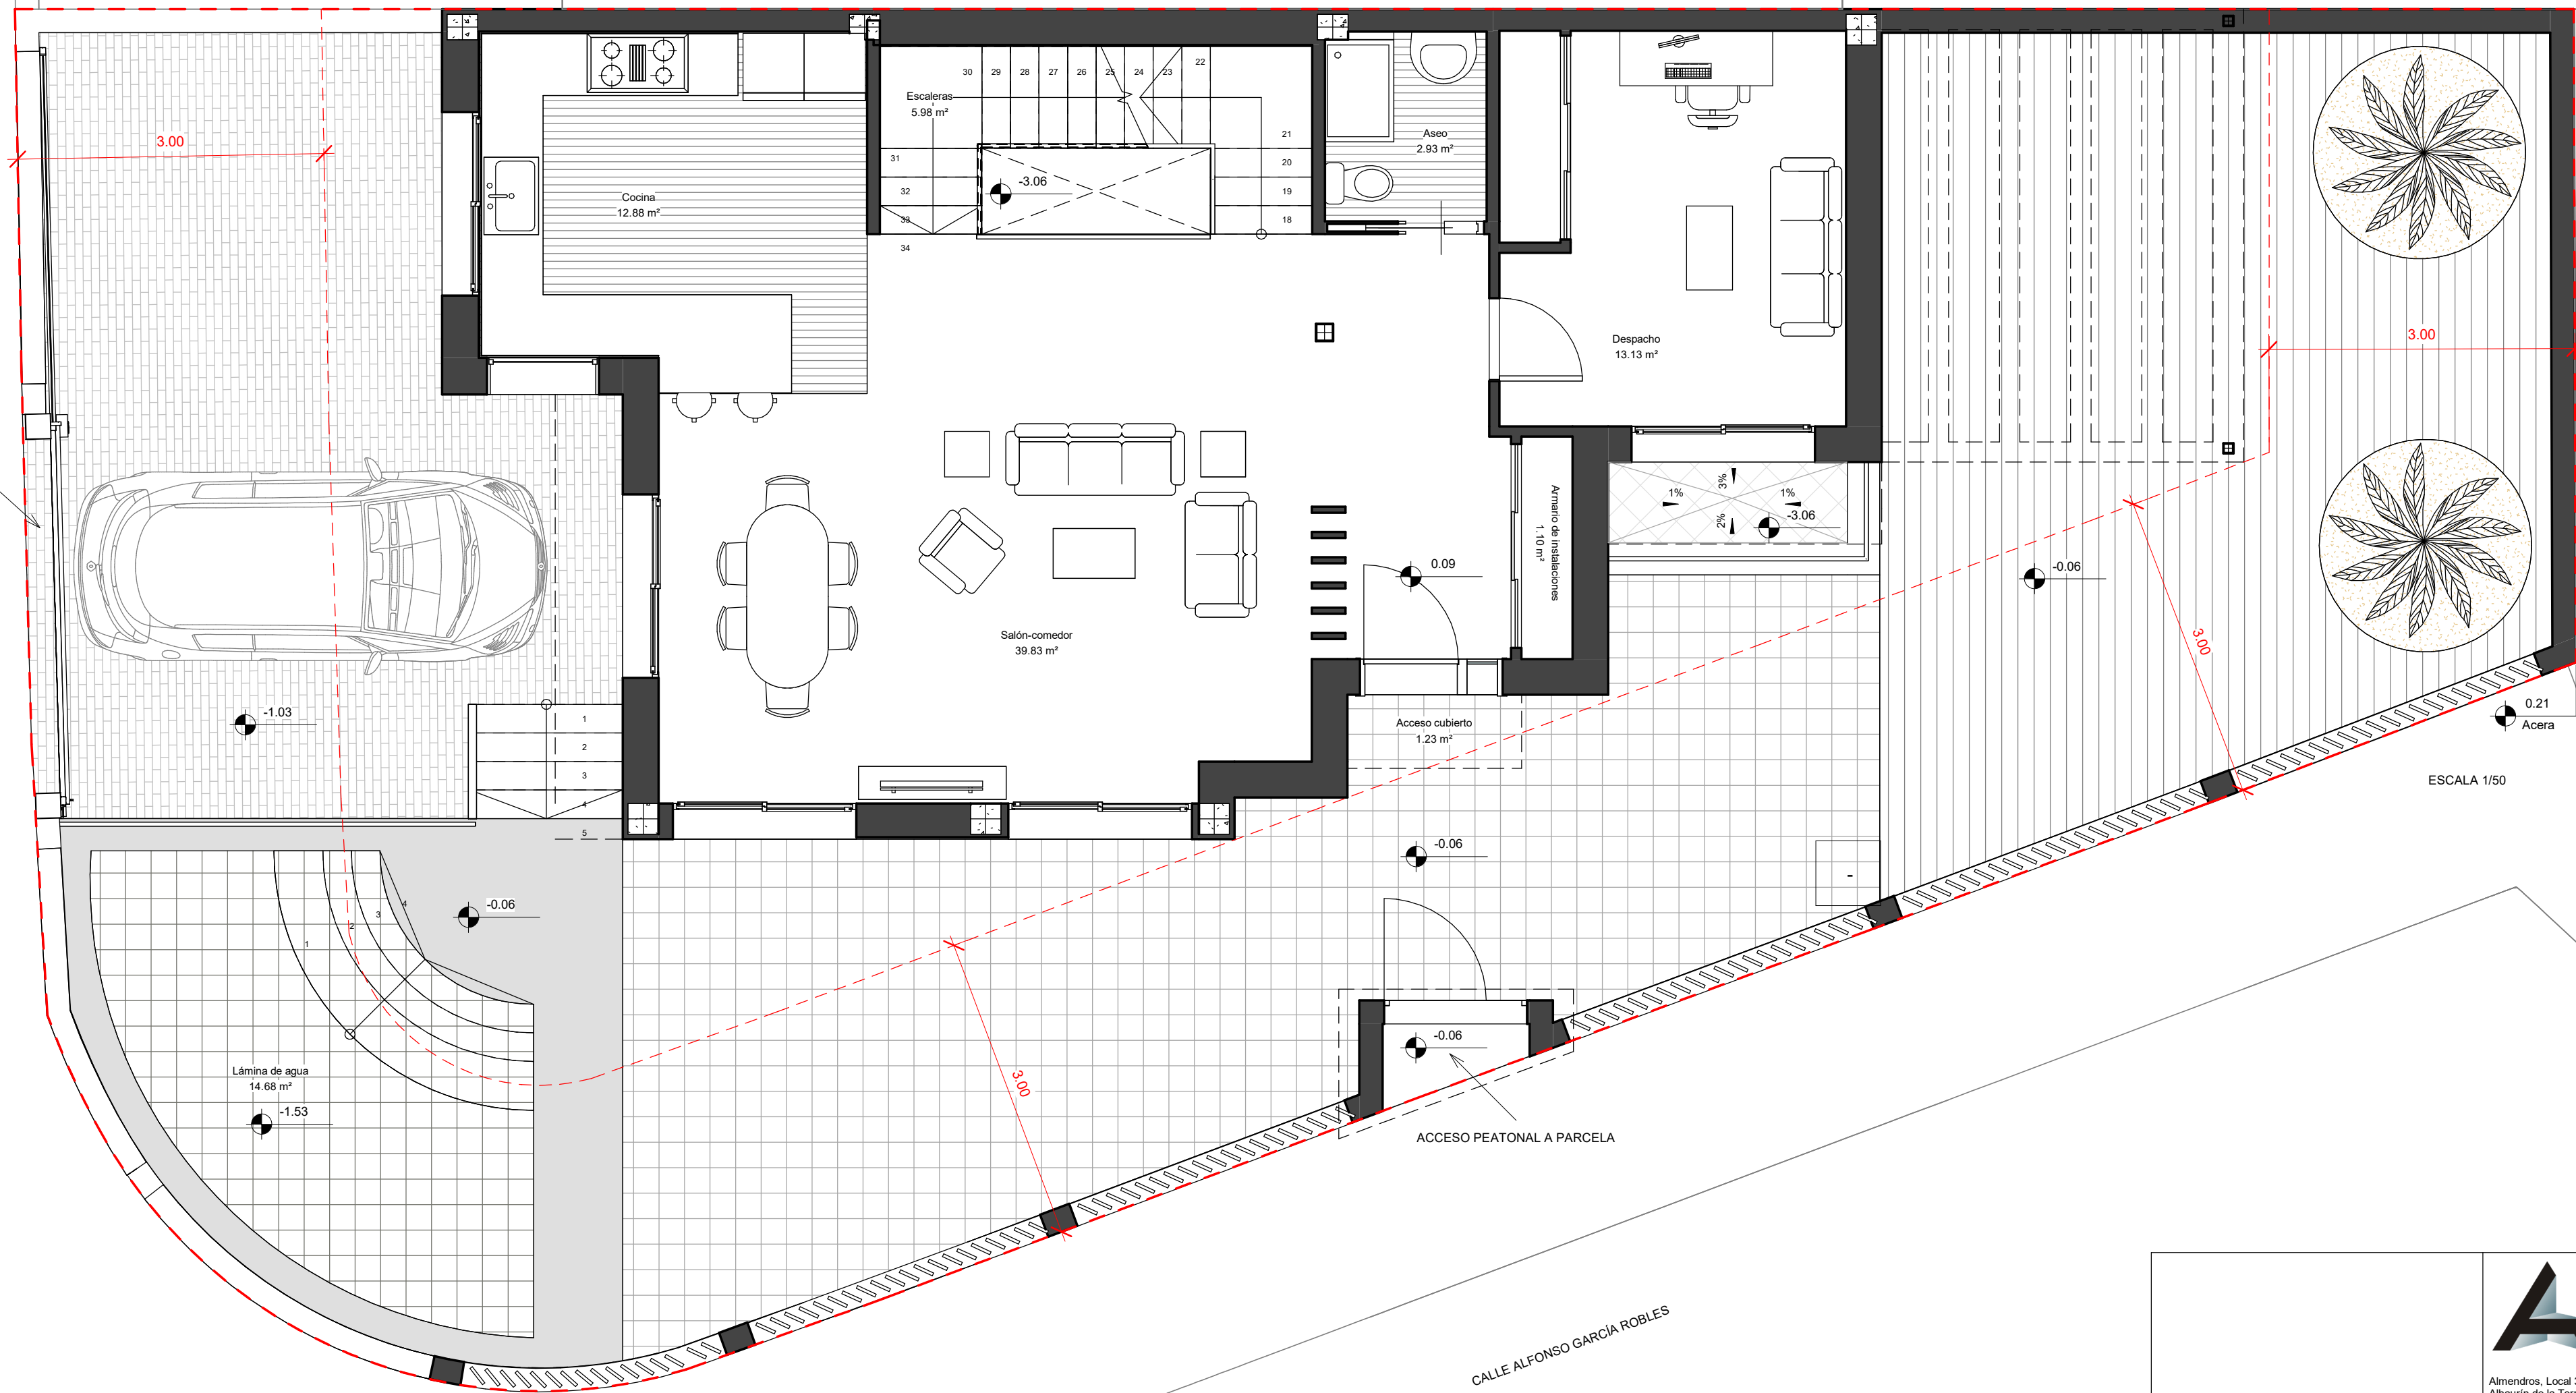 30 29 28 27 26 25 24 23 22
Escaleras
5.98 m²
21
20
19
18
31
32
33
34
-3.06
Aseo
2.93 m²
3.00
Cocina
12.88 m²
Despacho
13.13 m²
3.00
1%
3%
1%
2%
-3.06
Armario de instalaciones
1.10 m²
0.09
-0.06
3.00
Salón-comedor
39.83 m²
-1.03
1
2
3
4
5
Acceso cubierto
1.23 m²
0.21
Acera
ESCALA 1/50
-0.06
-
-0.06
1
2
3
4
-0.06
Lámina de agua
14.68 m²
-1.53
3.00
ACCESO PEATONAL A PARCELA
CALLE ALFONSO GARCÍA ROBLES
Almendros, Local